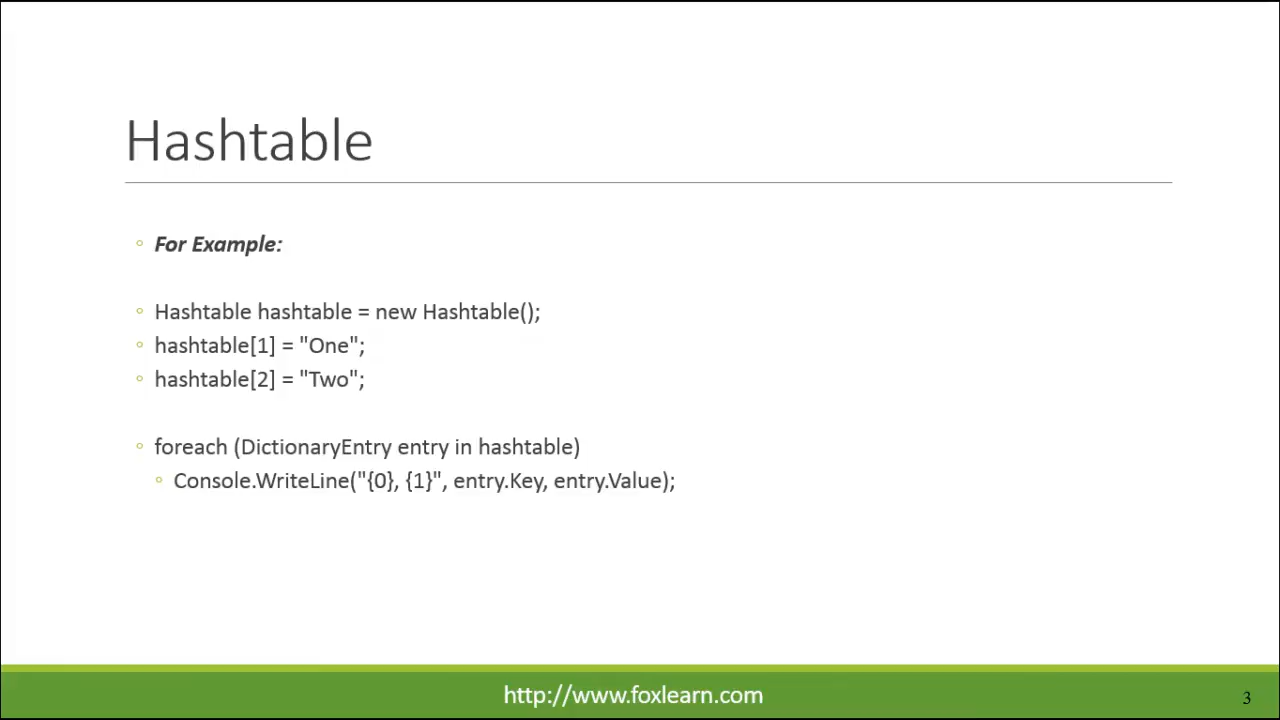 Hashtable
For Example:
Hashtable hashtable = new Hashtable();
hashtable[1] = "One";
hashtable[2] = "Two";
foreach (DictionaryEntry entry in hashtable)
Console.WriteLine("{0}, {1}", entry.Key, entry.Value);
http://www.foxlearn.com
3